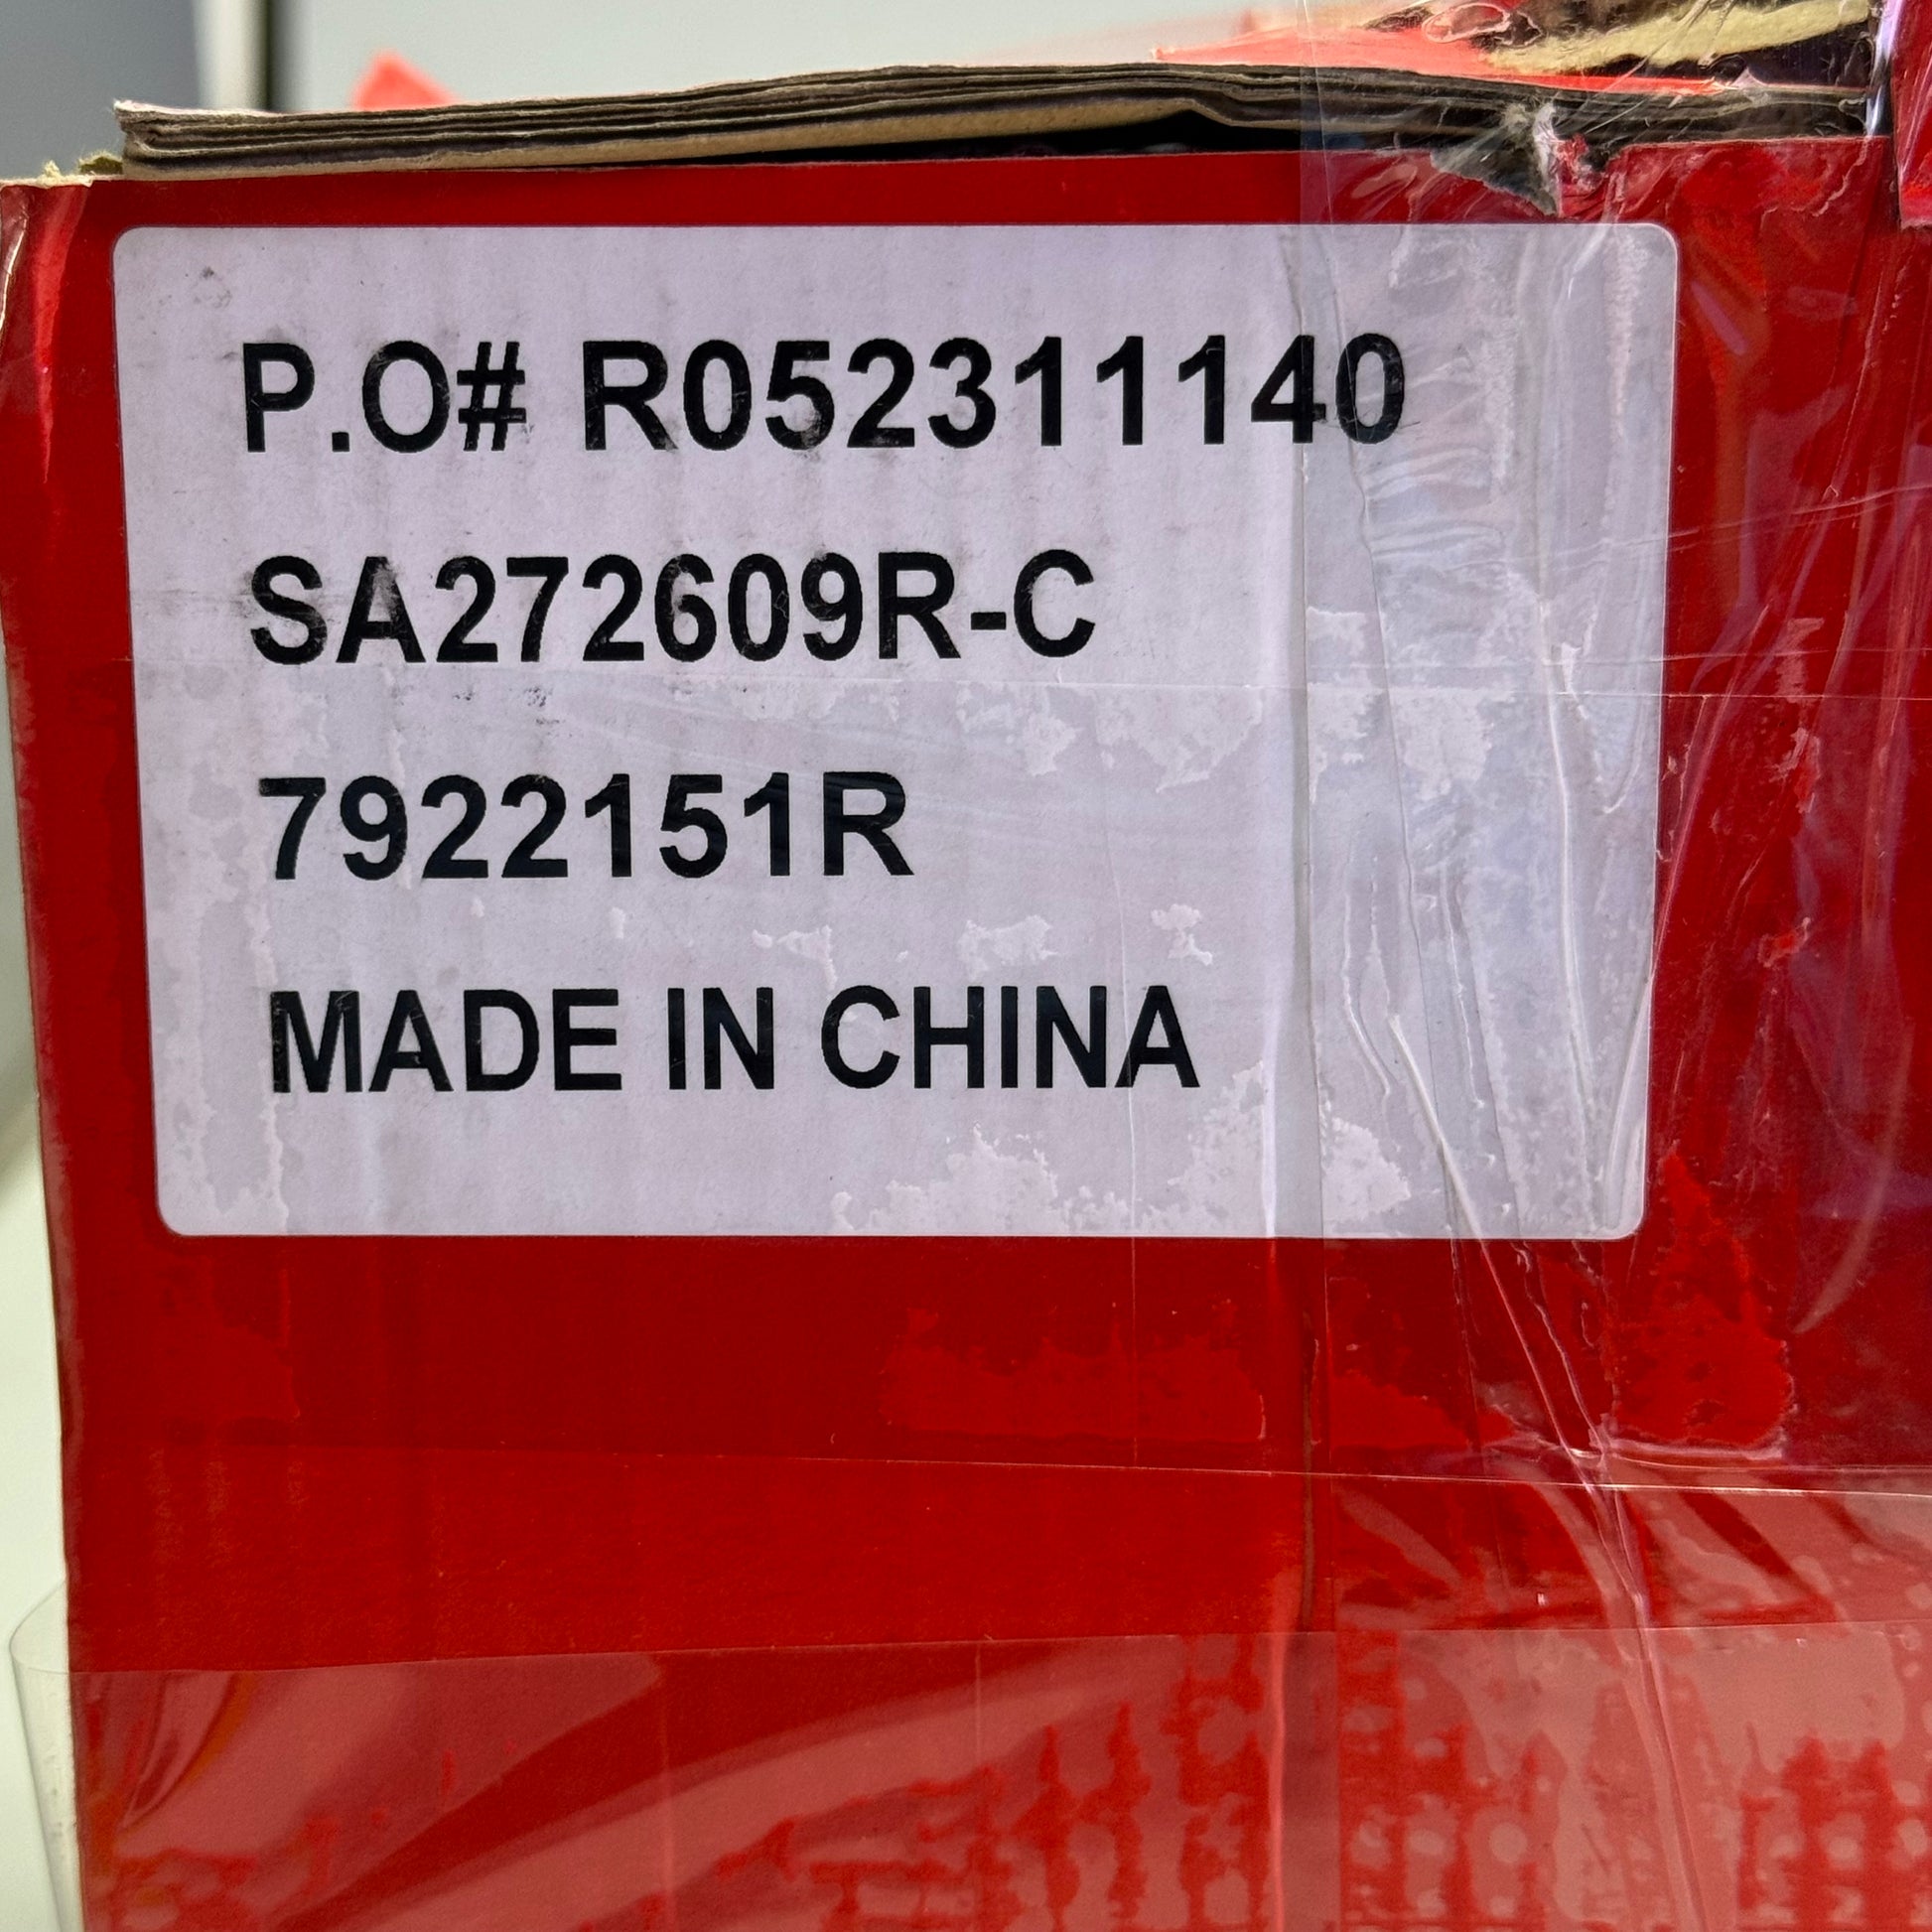 P.O# R052311140
SA272609R-C
7922151R
MADE IN CHINA